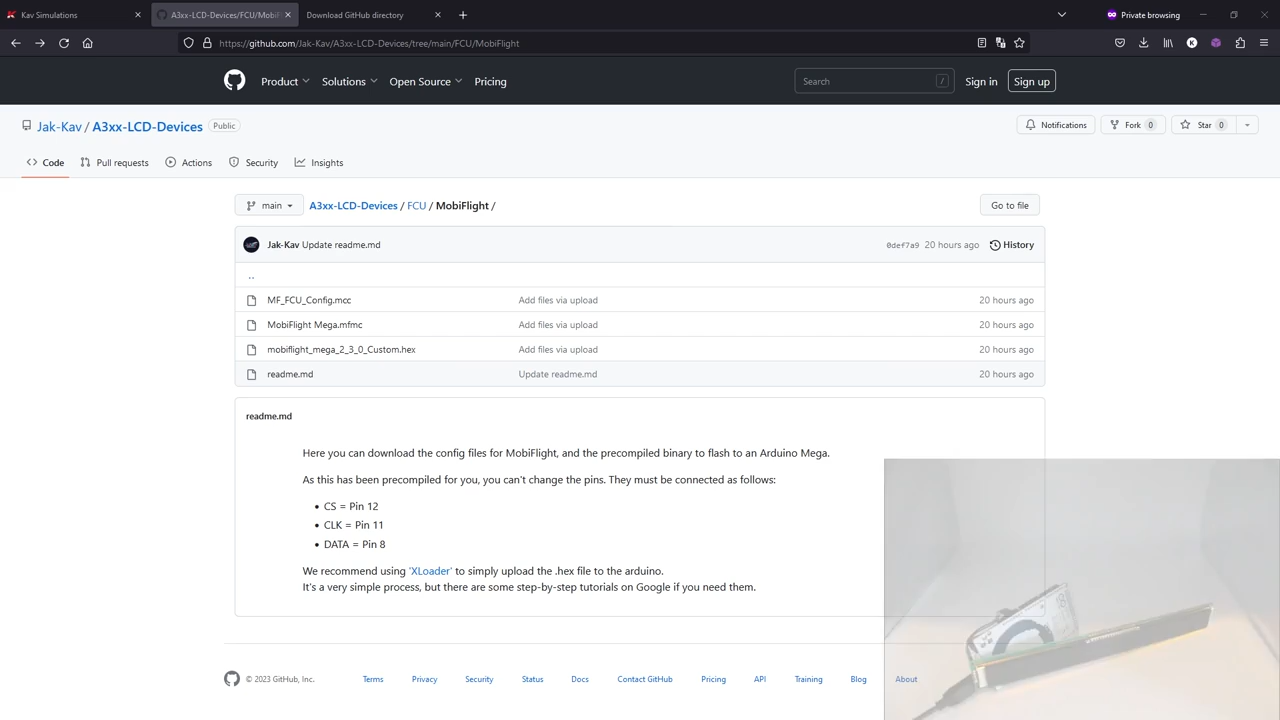 Kav Simulations
A3xx-LCD-Devices/FCU/MobiF
Download GitHub directory
Private browsing
https://github.com/Jak-Kav/A3xx-LCD-Devices/tree/main/FCU/MobiFlight
Product
Solutions
Open Source
Pricing
Search
/
Sign in
Sign up
Jak-Kav / A3xx-LCD-Devices
Public
Notifications
Fork 0
Star 0
Code
Pull requests
Actions
Security
Insights
main
A3xx-LCD-Devices / FCU / MobiFlight /
Go to file
Jak-Kav Update readme.md
0def7a9 20 hours ago
History
..
MF_FCU_Config.mcc Add files via upload 20 hours ago
MobiFlight Mega.mfmc Add files via upload 20 hours ago
mobiflight_mega_2_3_0_Custom.hex Add files via upload 20 hours ago
readme.md Update readme.md 20 hours ago
readme.md
Here you can download the config files for MobiFlight, and the precompiled binary to flash to an Arduino Mega.
As this has been precompiled for you, you can't change the pins. They must be connected as follows:
• CS = Pin 12
• CLK = Pin 11
• DATA = Pin 8
We recommend using 'XLoader' to simply upload the .hex file to the arduino.
It's a very simple process, but there are some step-by-step tutorials on Google if you need them.
© 2023 GitHub, Inc.
Terms
Privacy
Security
Status
Docs
Contact GitHub
Pricing
API
Training
Blog
About